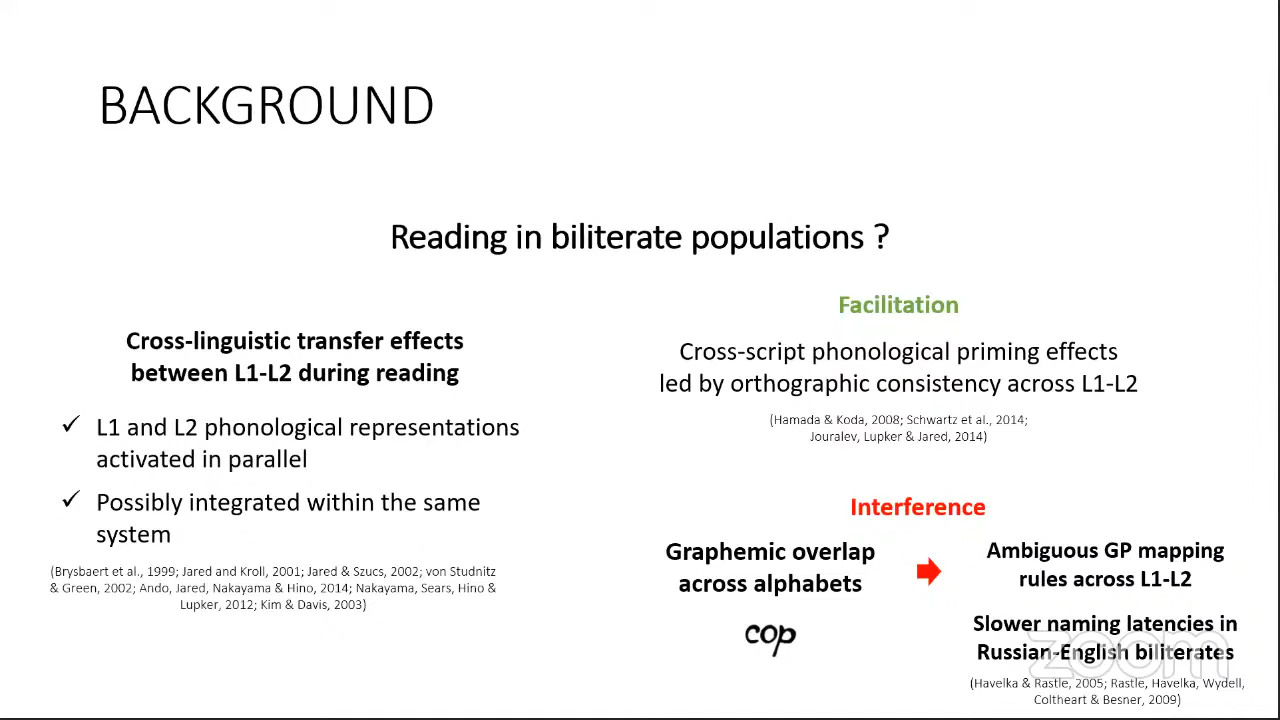 BACKGROUND
Reading in biliterate populations ?
Cross-linguistic transfer effects
between L1-L2 during reading
✓ L1 and L2 phonological representations
activated in parallel
✓ Possibly integrated within the same
system
(Brysbaert et al., 1999; Jared and Kroll, 2001; Jared & Szucs, 2002; von Studnitz
& Green, 2002; Ando, Jared, Nakayama & Hino, 2014; Nakayama, Sears, Hino &
Lupker, 2012; Kim & Davis, 2003)
Facilitation
Cross-script phonological priming effects
led by orthographic consistency across L1-L2
(Hamada & Koda, 2008; Schwartz et al., 2014;
Jouralev, Lupker & Jared, 2014)
Interference
Graphemic overlap
across alphabets
cop
Ambiguous GP mapping
rules across L1-L2
Slower naming latencies in
Russian-English biliterates
(Havelka & Rastle, 2005; Rastle, Havelka, Wydell,
Coltheart & Besner, 2009)
zoom